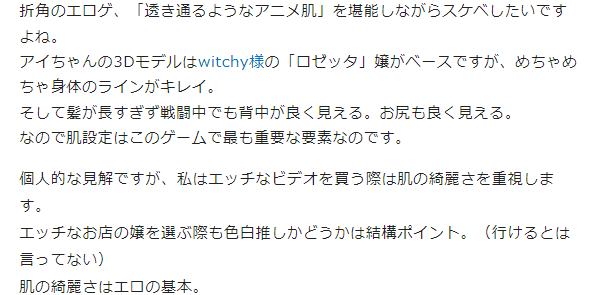 折角のエロゲ、「透き通るようなアニメ肌」を堪能しながらスケベしたいです
よね。
アイちゃんの3Dモデルはwitchy様の「ロゼッタ」嬢がベースですが、めちゃめ
ちゃ身体のラインがキレイ。
そして髪が長すぎず戦闘中でも背中が良く見える。お尻も良く見える。
なので肌設定はこのゲームで最も重要な要素なのです。
個人的な見解ですが、私はエッチなビデオを買う際は肌の綺麗さを重視しま
す。
エッチなお店の嬢を選ぶ際も色白推しかどうかは結構ポイント。（行けるとは
言ってない）
肌の綺麗さはエロの基本。